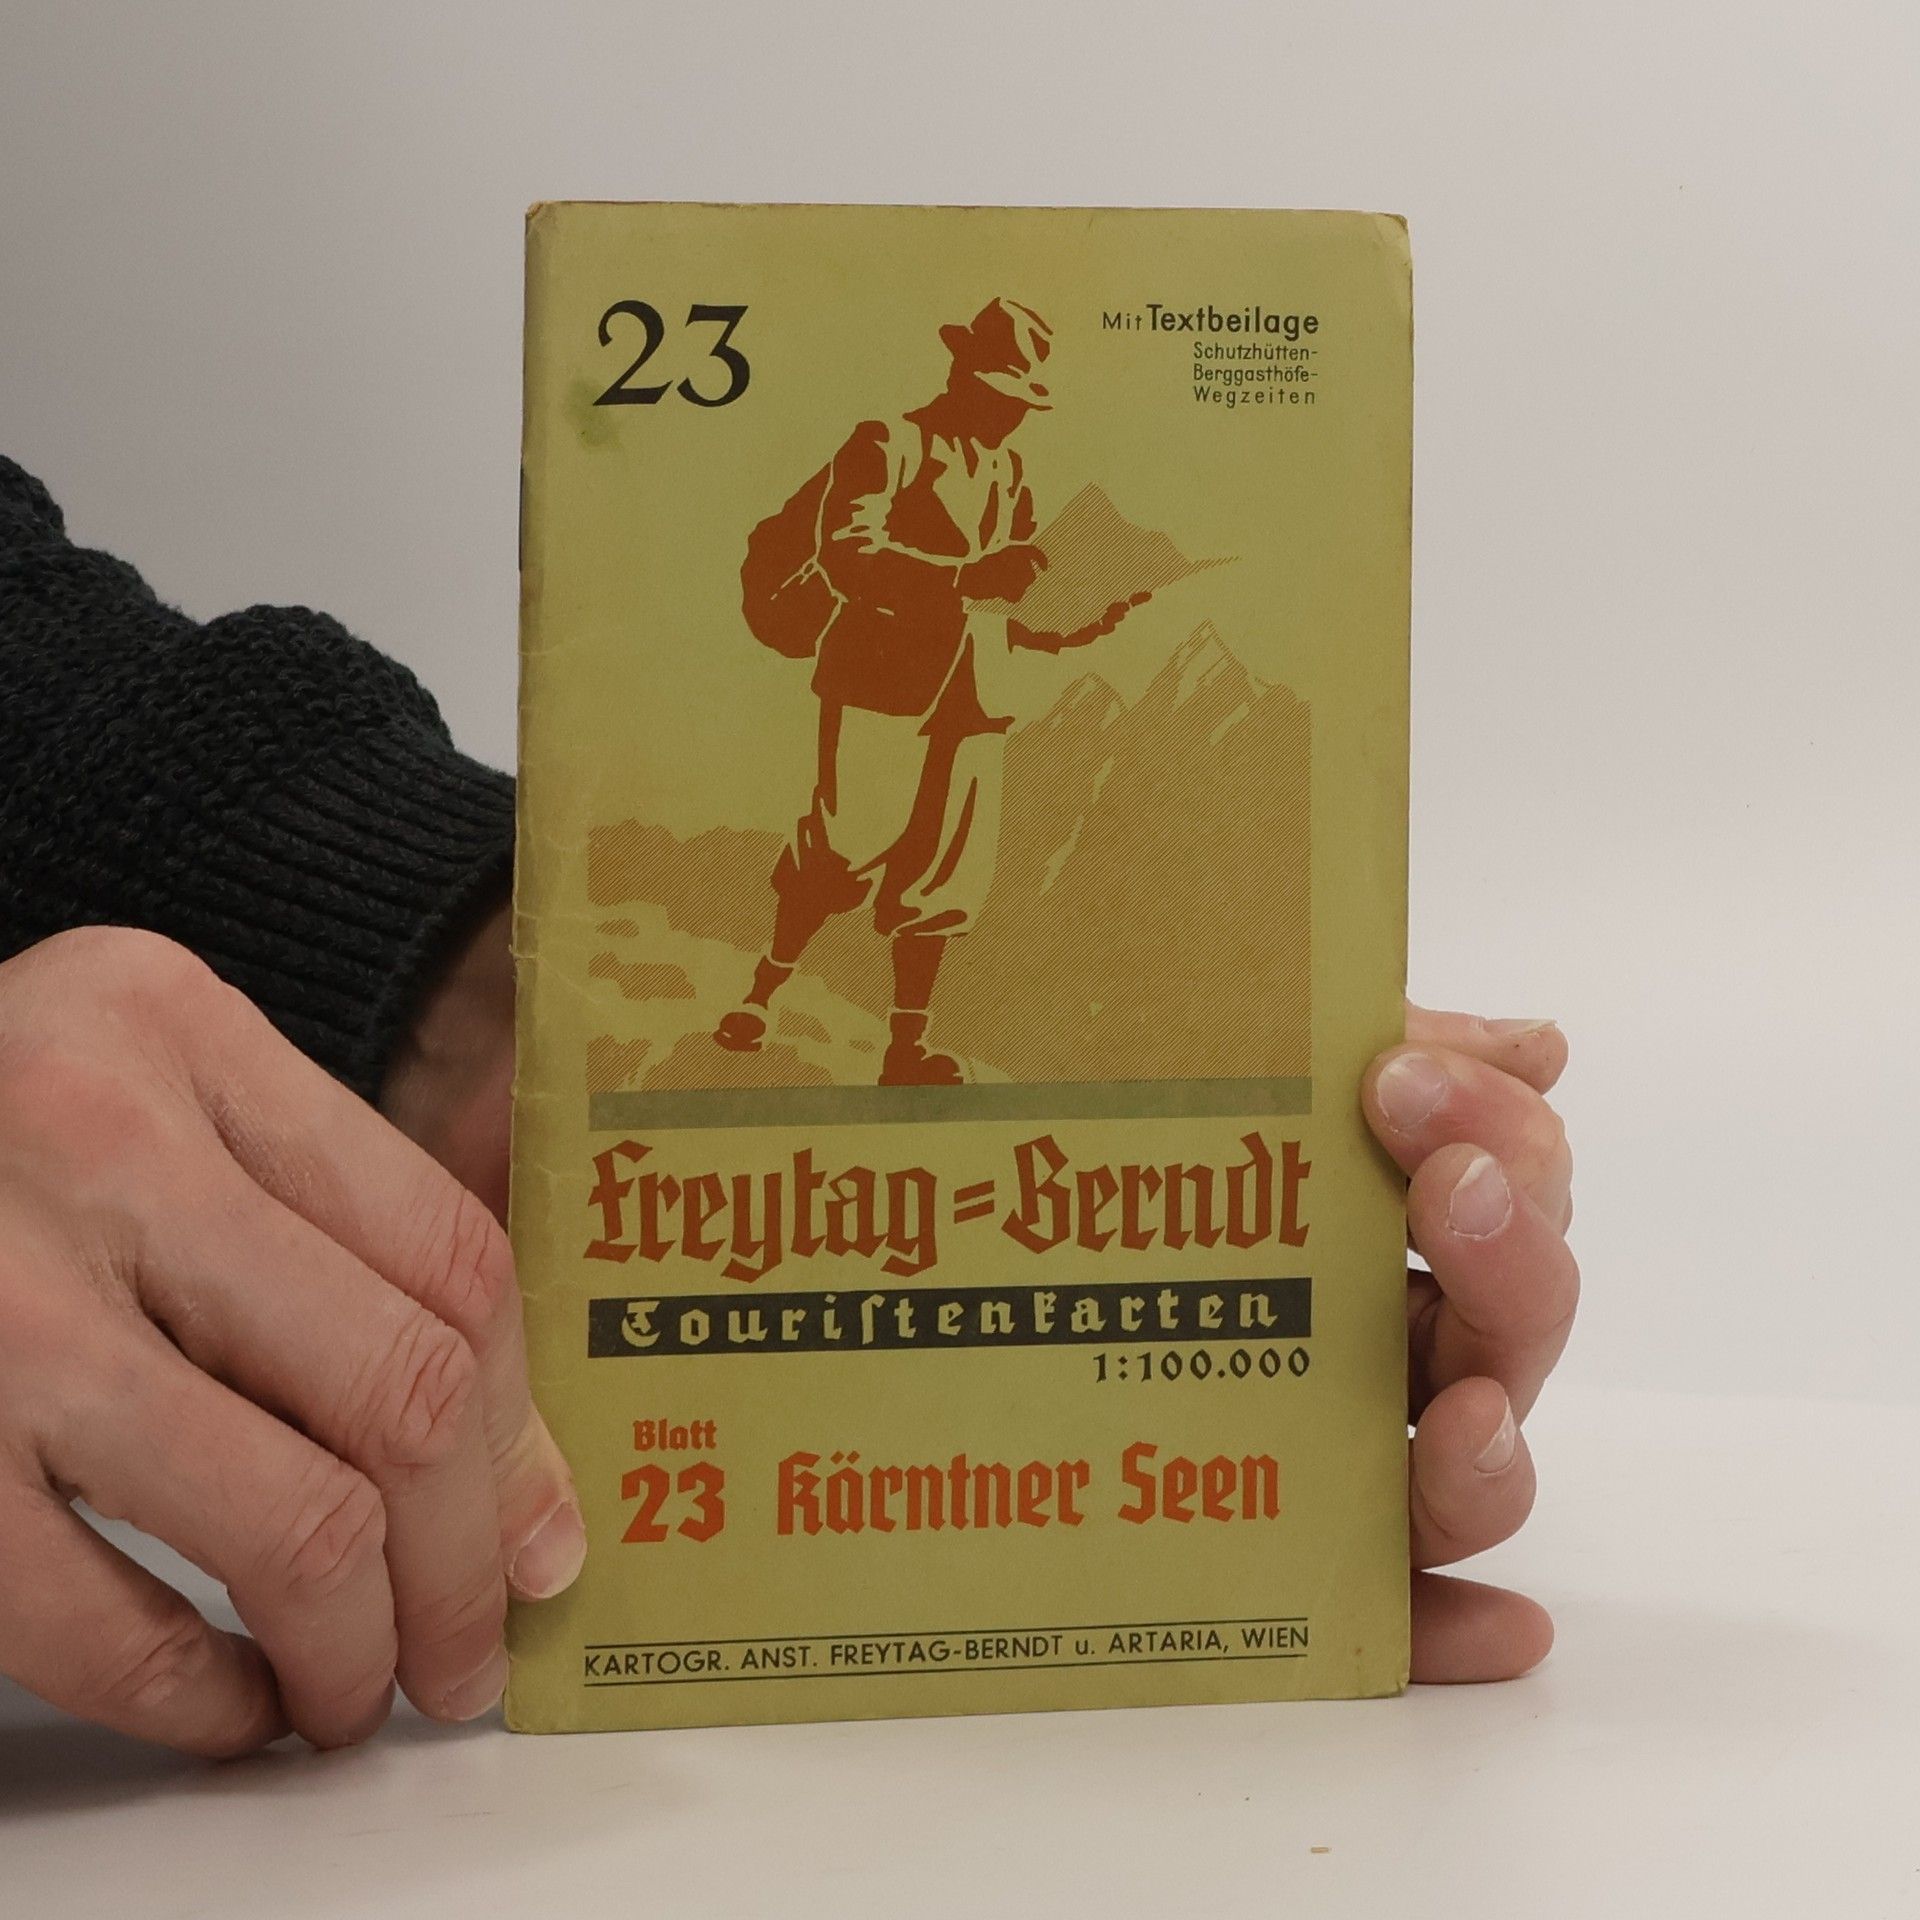 23
Mit Textbeilage
Schutzhütten-
Berggasthöfe-
Wegzeiten
Freytag=Berndt
Touriſtenkarten
1:100.000
Blatt
23 Kärntner Seen
KARTOGR. ANST. FREYTAG-BERNDT u. ARTARIA, WIEN